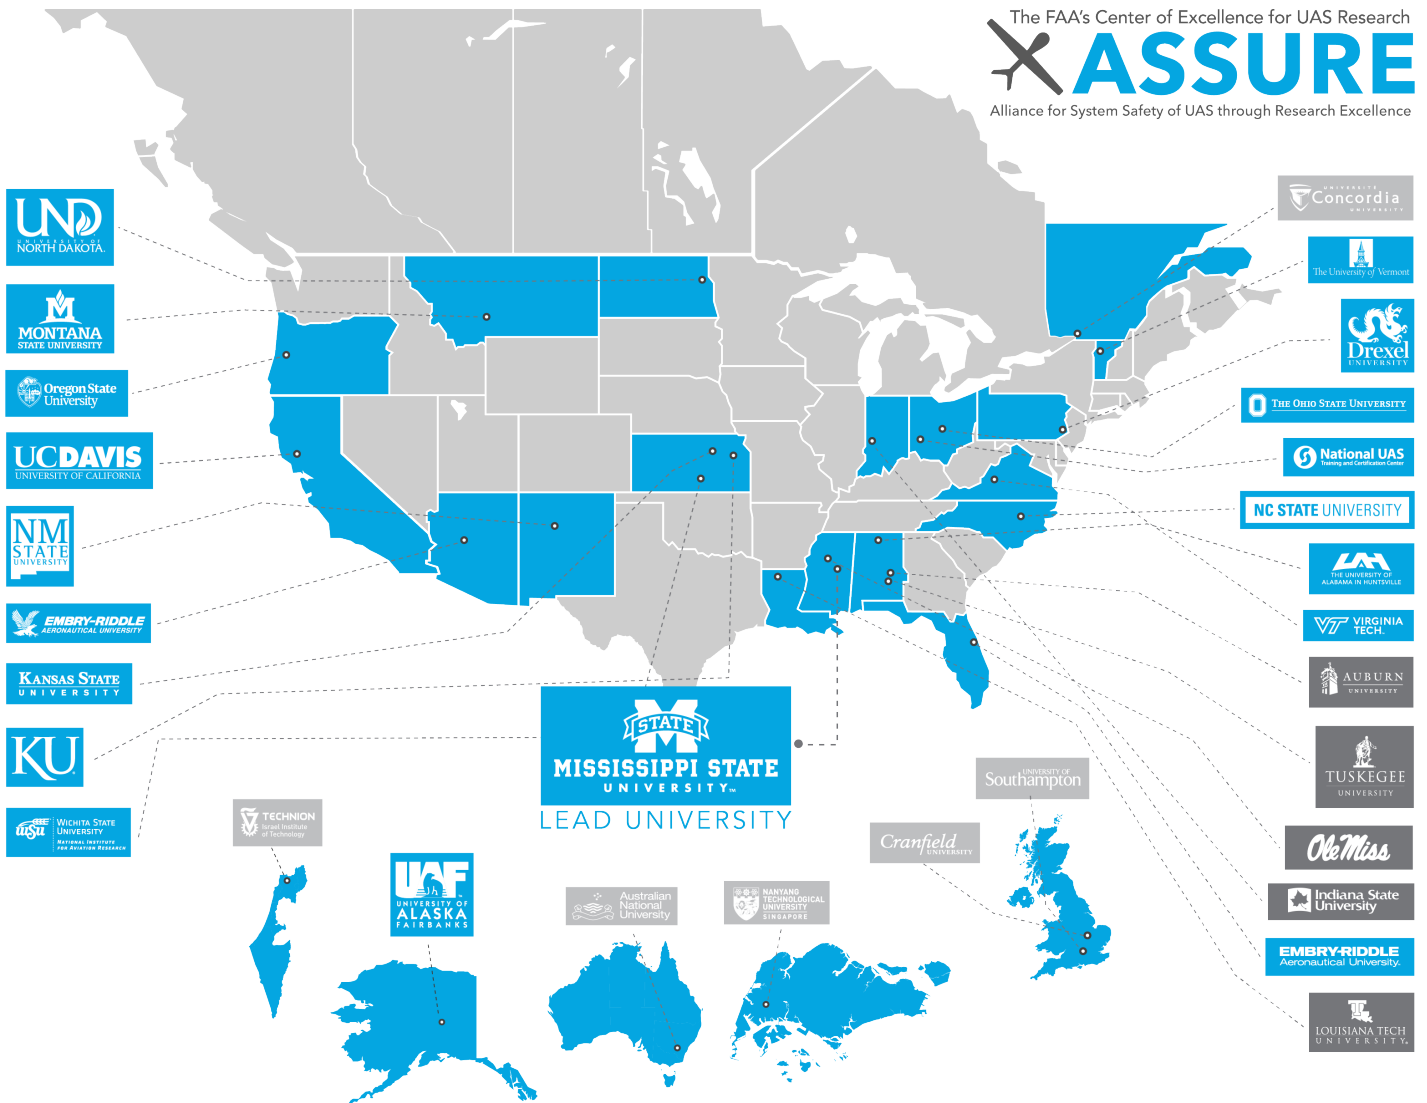 The FAA's Center of Excellence for UAS Research
ASSURE
Alliance for System Safety of UAS through Research Excellence
UND
UNIVERSITY OF
NORTH DAKOTA.
M
MONTANA
STATE UNIVERSITY
Oregon State
University
UCDAVIS
UNIVERSITY OF CALIFORNIA
NM
STATE
UNIVERSITY
EMBRY-RIDDLE
AERONAUTICAL UNIVERSITY
KANSAS STATE
UNIVERSITY
KU
WSU
WICHITA STATE
UNIVERSITY
NATIONAL INSTITUTE
FOR AVIATION RESEARCH
UNIVERSITÉ
Concordia
UNIVERSITY
The University of Vermont
Drexel
UNIVERSITY
O
THE OHIO STATE UNIVERSITY
National UAS
Training and Certification Center
NC STATE UNIVERSITY
UAH
THE UNIVERSITY OF
ALABAMA IN HUNTSVILLE
VT
VIRGINIA
TECH™
AUBURN
UNIVERSITY
TUSKEGEE
UNIVERSITY
Ole Miss
Indiana State
University
EMBRY-RIDDLE
Aeronautical University.
LOUISIANA TECH
UNIVERSITY®
STATE
MISSISSIPPI STATE
UNIVERSITY™
LEAD UNIVERSITY
TECHNION
Israel Institute
of Technology
UAF
UNIVERSITY OF
ALASKA
FAIRBANKS
Australian
National
University
NANYANG
TECHNOLOGICAL
UNIVERSITY
SINGAPORE
Cranfield
UNIVERSITY
UNIVERSITY OF
Southampton